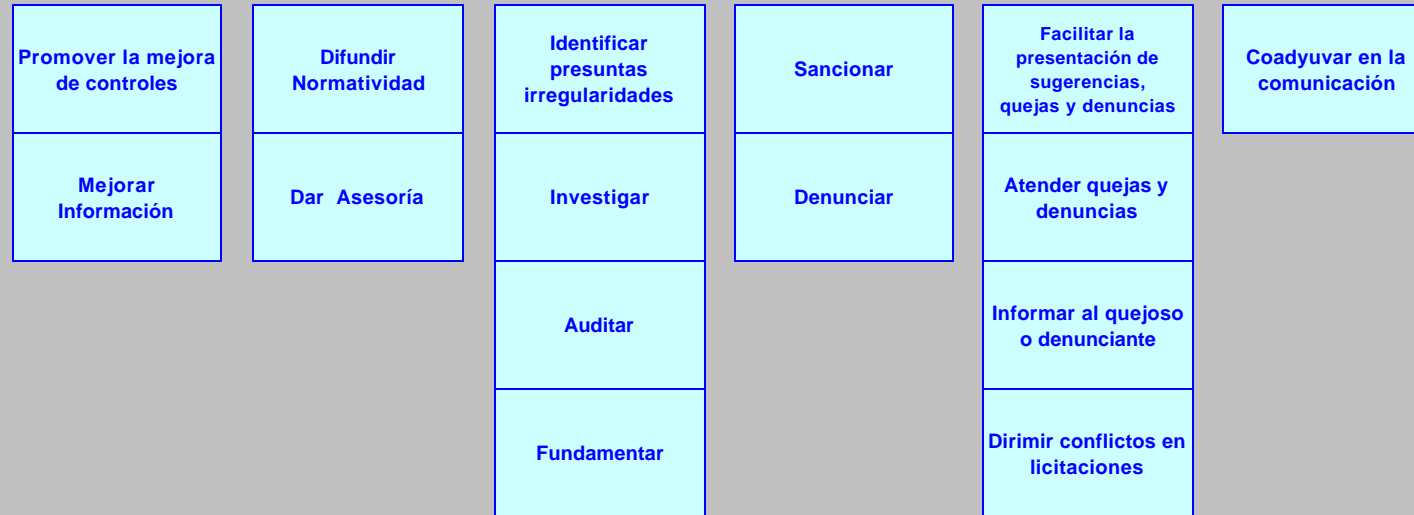 Promover la mejora
de controles
Mejorar
Información
Difundir
Normatividad
Dar Asesoría
Identificar
presuntas
irregularidades
Investigar
Auditar
Fundamentar
Sancionar
Denunciar
Facilitar la
presentación de
sugerencias,
quejas y denuncias
Atender quejas y
denuncias
Informar al quejoso
o denunciante
Dirimir conflictos en
licitaciones
Coadyuvar en la
comunicación